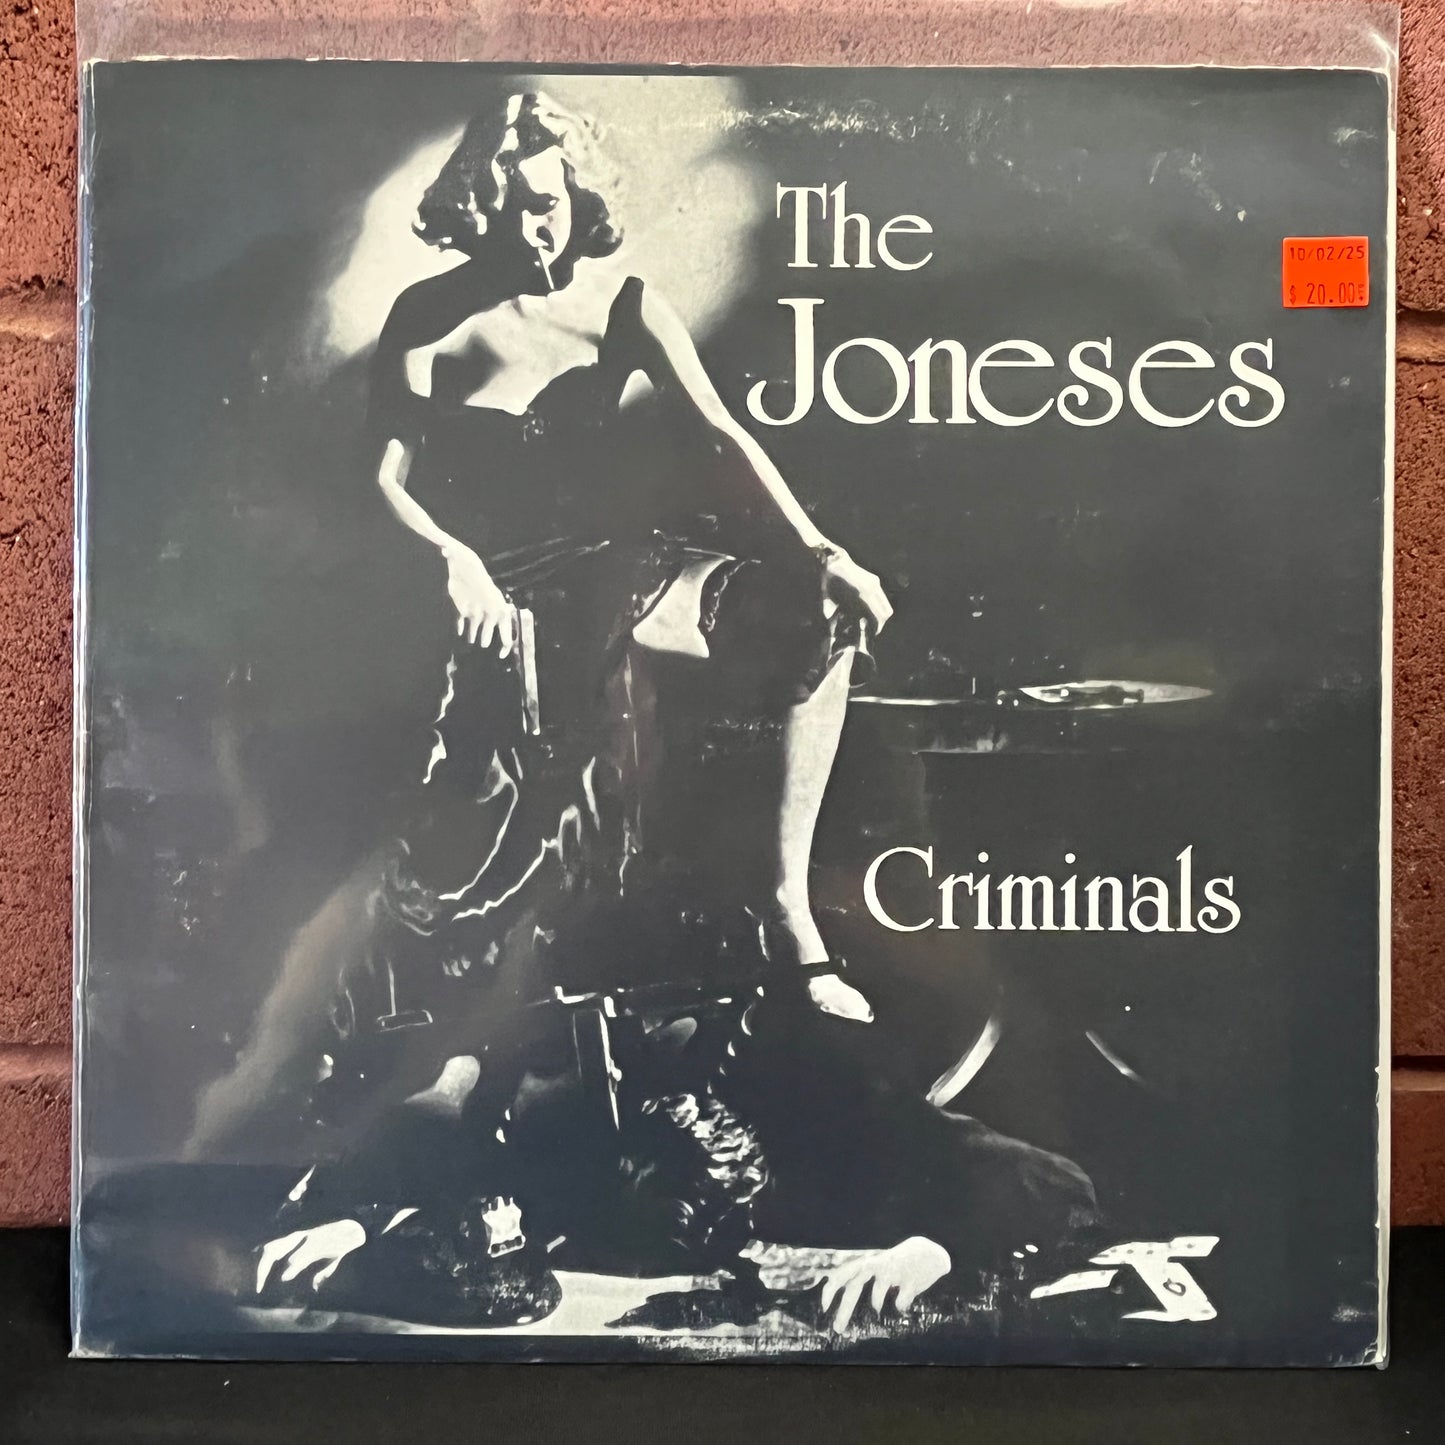 The
Joneses
10/02/25
$ 20.00
Criminals